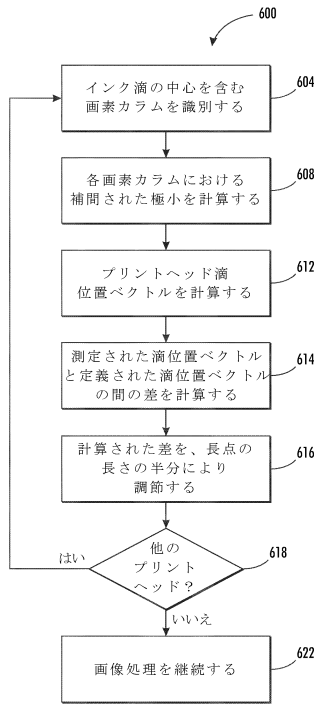 600
インク滴の中心を含む
画素カラムを識別する
604
各画素カラムにおける
補間された極小を計算する
608
プリントヘッド滴
位置ベクトルを計算する
612
測定された滴位置ベクトル
と定義された滴位置ベクトル
の間の差を計算する
614
計算された差を、長点の
長さの半分により
調節する
616
他の
プリント
ヘッド？
618
はい
いいえ
画像処理を継続する
622